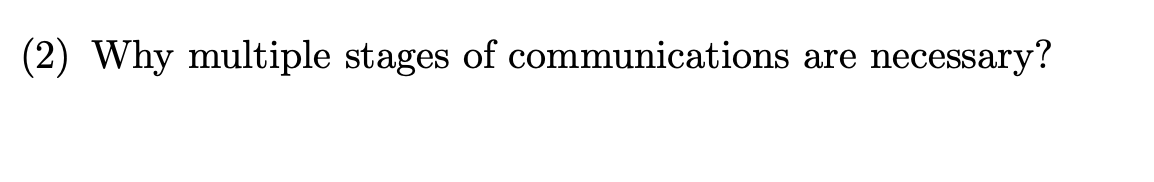 (2) Why multiple stages of communications are necessary?